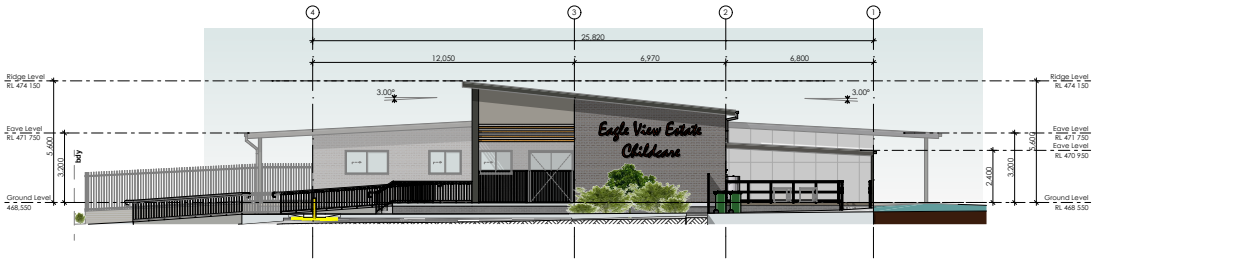 4
3
2
1
25,820
12,050
6,970
6,800
Ridge Level
RL 474 150
Ridge Level
RL 474 150
3.00°
3.00°
Eave Level
RL 471 750
Eave Level
RL 471 750
Eave Level
RL 470 950
Eagle View Estate
Childcare
5,600
3,200
bdy
2,400
3,200
5,600
Ground Level
468,550
Ground Level
RL 468 550